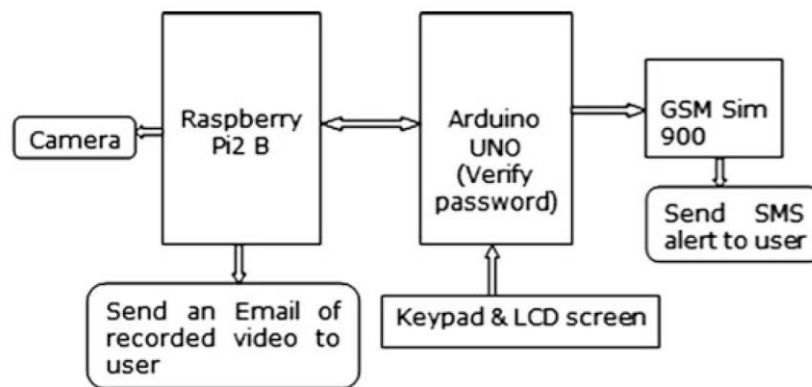 Camera
Raspberry
Pi2 B
Arduino
UNO
(Verify
password)
GSM Sim
900
Send SMS
alert to user
Send an Email of
recorded video to
user
Keypad & LCD screen